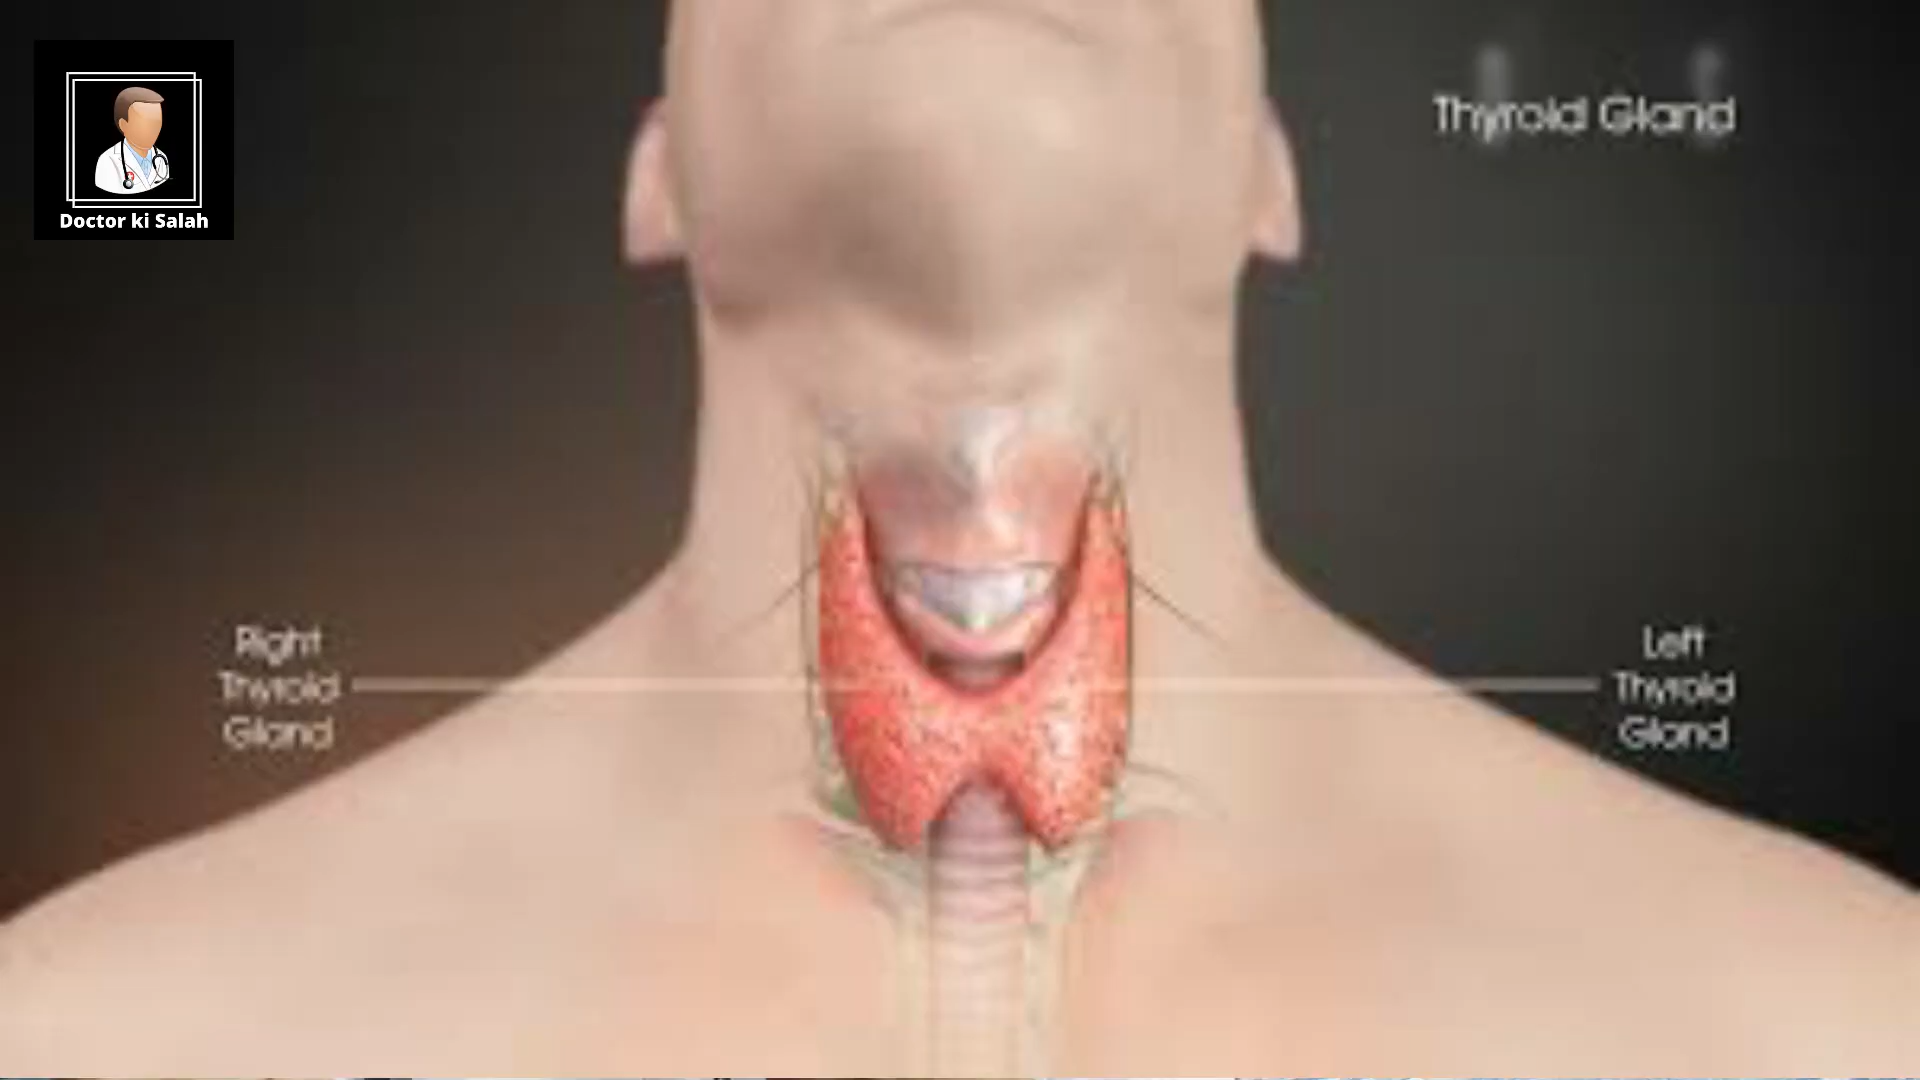 Doctor ki Salah
Thyroid Gland
Right
Thyroid
Gland
Left
Thyroid
Gland